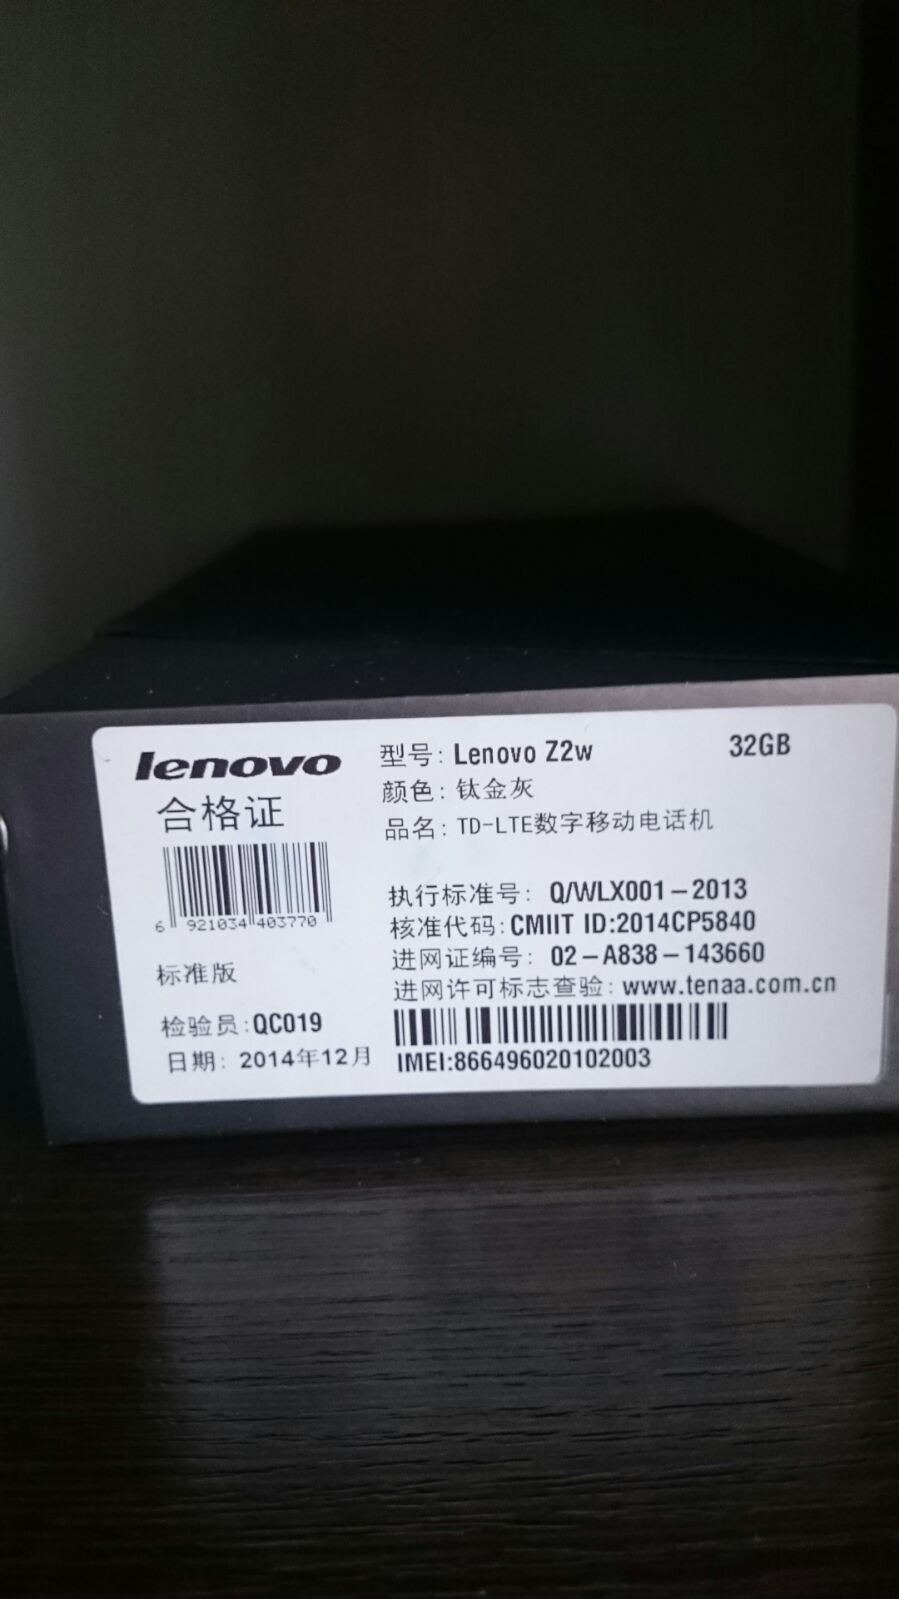 lenovo
合格证
6 921034 403770
标准版
检验员:QC019
日期: 2014年12月
型号: Lenovo Z2w 32GB
颜色: 钛金灰
品名: TD-LTE数字移动电话机
执行标准号: Q/WLX001-2013
核准代码: CMIIT ID:2014CP5840
进网证编号: 02-A838-143660
进网许可标志查验: www.tenaa.com.cn
IMEI:866496020102003